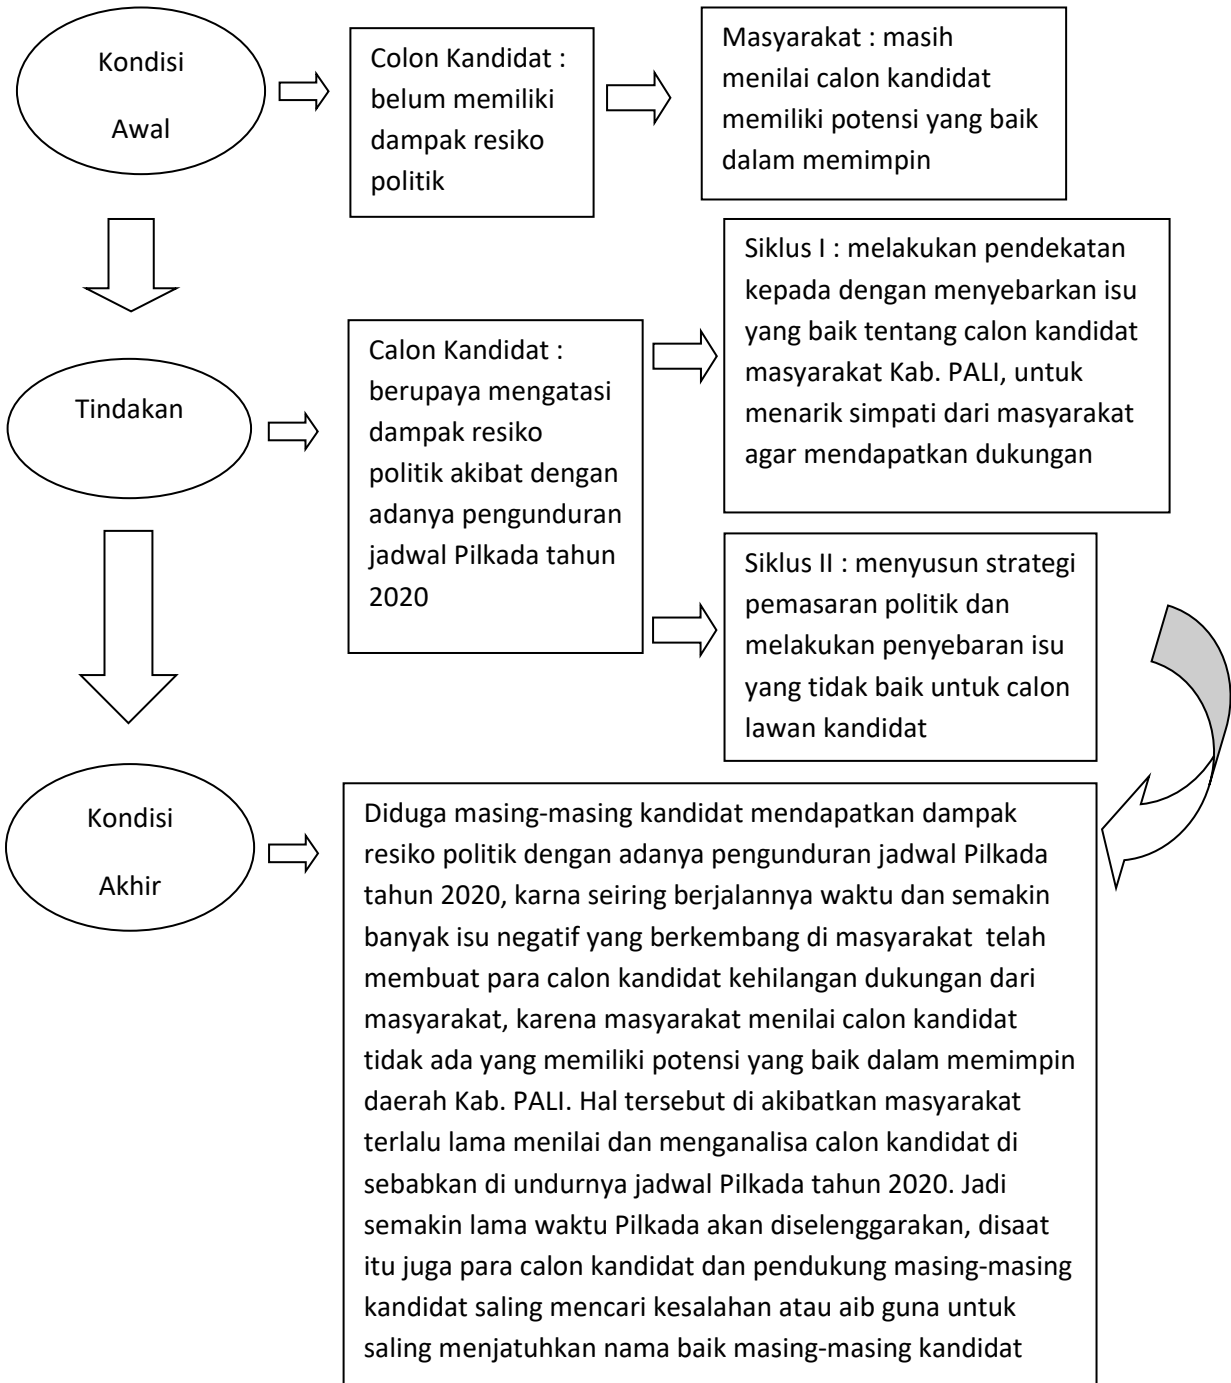 Kondisi
Awal
Colon Kandidat :
belum memiliki
dampak resiko
politik
Masyarakat : masih
menilai calon kandidat
memiliki potensi yang baik
dalam memimpin
Tindakan
Calon Kandidat :
berupaya mengatasi
dampak resiko
politik akibat dengan
adanya pengunduran
jadwal Pilkada tahun
2020
Siklus I : melakukan pendekatan
kepada dengan menyebarkan isu
yang baik tentang calon kandidat
masyarakat Kab. PALI, untuk
menarik simpati dari masyarakat
agar mendapatkan dukungan
Siklus II : menyusun strategi
pemasaran politik dan
melakukan penyebaran isu
yang tidak baik untuk calon
lawan kandidat
Kondisi
Akhir
Diduga masing-masing kandidat mendapatkan dampak
resiko politik dengan adanya pengunduran jadwal Pilkada
tahun 2020, karna seiring berjalannya waktu dan semakin
banyak isu negatif yang berkembang di masyarakat  telah
membuat para calon kandidat kehilangan dukungan dari
masyarakat, karena masyarakat menilai calon kandidat
tidak ada yang memiliki potensi yang baik dalam memimpin
daerah Kab. PALI. Hal tersebut di akibatkan masyarakat
terlalu lama menilai dan menganalisa calon kandidat di
sebabkan di undurnya jadwal Pilkada tahun 2020. Jadi
semakin lama waktu Pilkada akan diselenggarakan, disaat
itu juga para calon kandidat dan pendukung masing-masing
kandidat saling mencari kesalahan atau aib guna untuk
saling menjatuhkan nama baik masing-masing kandidat